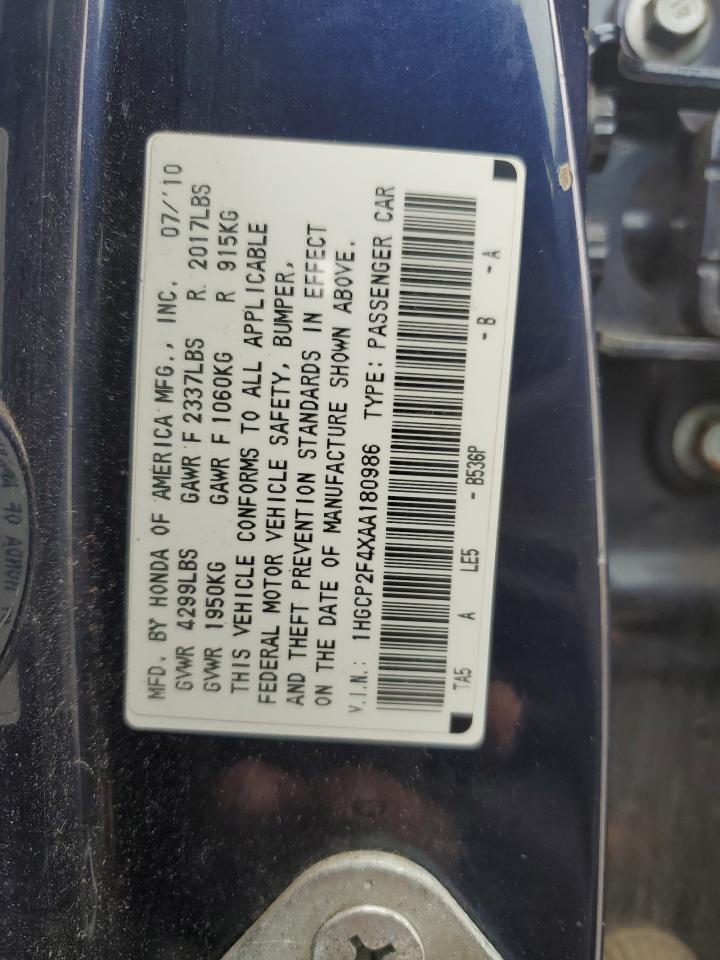 MFD. BY HONDA OF AMERICA MFG., INC. 07/'10
GVWR 4299LBS GAWR F 2337LBS R 2017LBS
GVWR 1950KG GAWR F 1060KG R 915KG
THIS VEHICLE CONFORMS TO ALL APPLICABLE
FEDERAL MOTOR VEHICLE SAFETY, BUMPER,
AND THEFT PREVENTION STANDARDS IN EFFECT
ON THE DATE OF MANUFACTURE SHOWN ABOVE.
V.I.N.: 1HGCP2F4XAA180986 TYPE: PASSENGER CAR
TA5 A LE5 - B536P - B - A